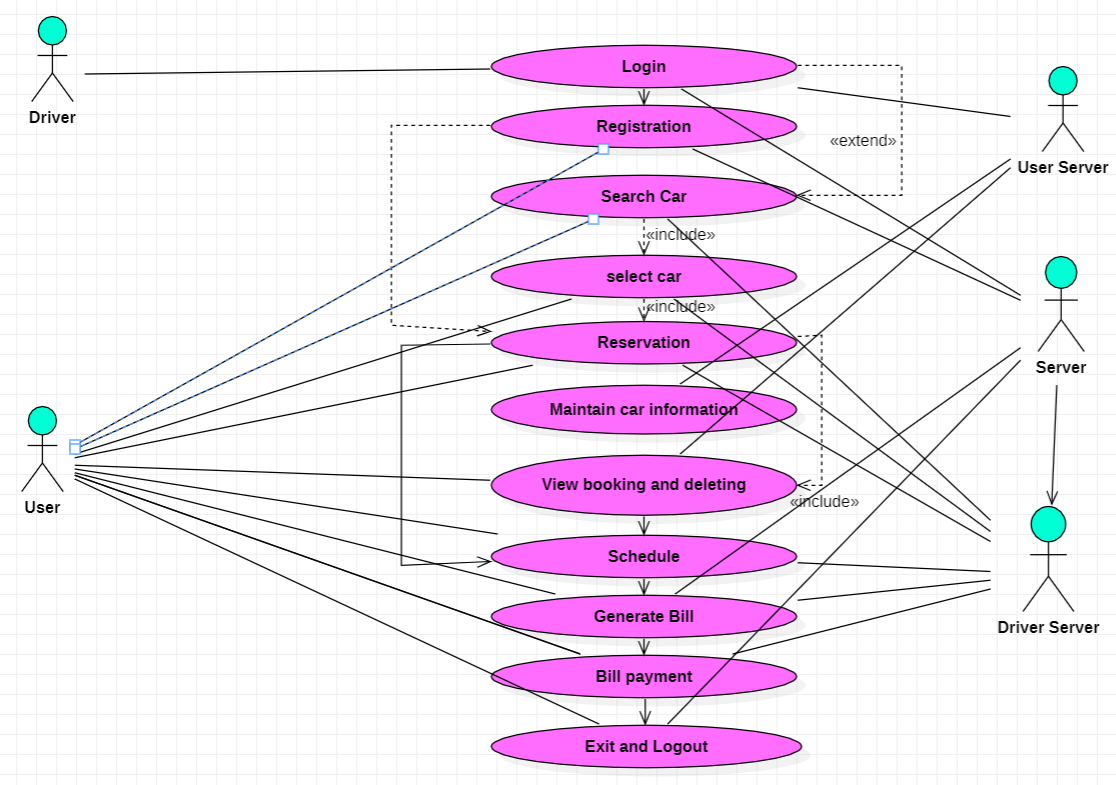 Login
Driver
Registration
«extend»
User Server
Search Car
«include»
select car
«include»
Reservation
Server
Maintain car information
View booking and deleting
«include»
User
Schedule
Generate Bill
Driver Server
Bill payment
Exit and Logout